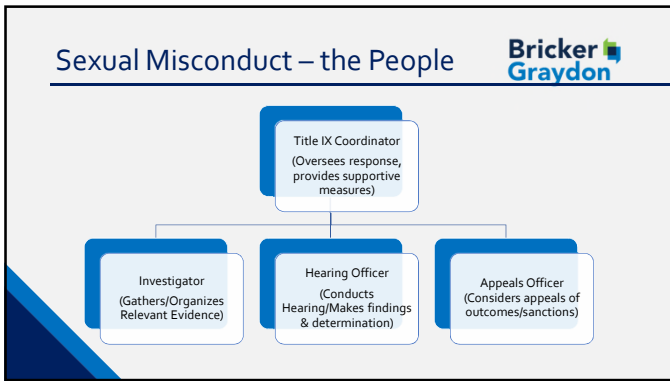 Sexual Misconduct – the People
Bricker
Graydon
Title IX Coordinator
(Oversees response,
provides supportive
measures)
Investigator
(Gathers/Organizes
Relevant Evidence)
Hearing Officer
(Conducts
Hearing/Makes findings
& determination)
Appeals Officer
(Considers appeals of
outcomes/sanctions)